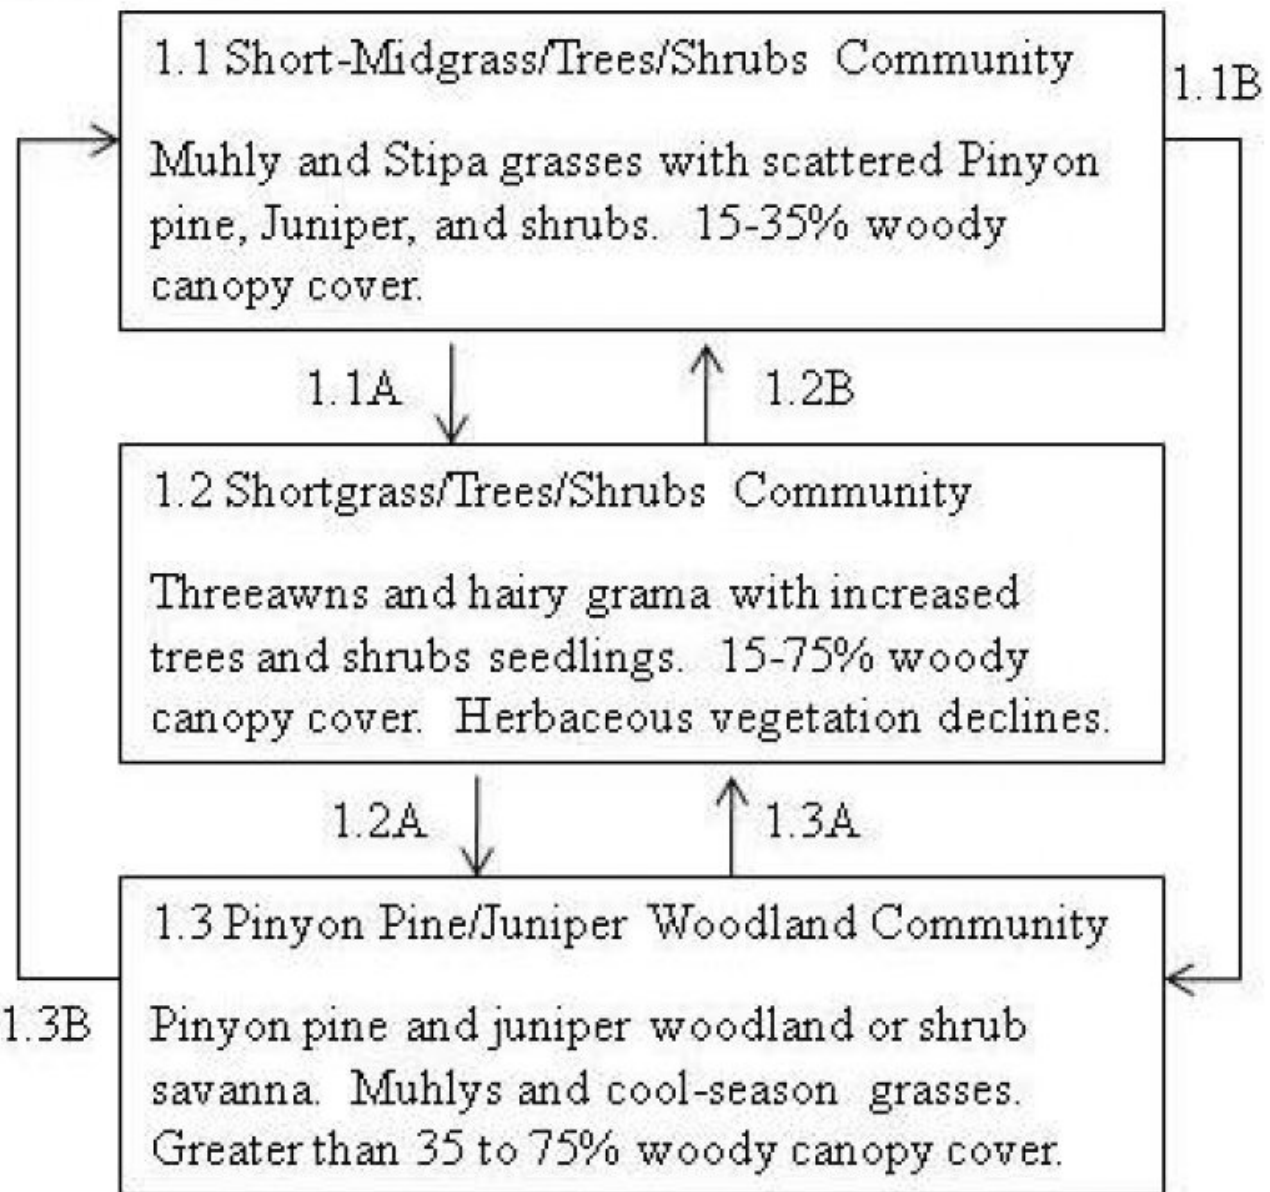 1.1 Short-Midgrass/Trees/Shrubs Community
1.1B
Muhly and Stipa grasses with scattered Pinyon
pine, Juniper, and shrubs. 15-35% woody
canopy cover.
1.1A
1.2B
1.2 Shortgrass/Trees/Shrubs Community
Threeawns and hairy grama with increased
trees and shrubs seedlings. 15-75% woody
canopy cover. Herbaceous vegetation declines.
1.2A
1.3A
1.3 Pinyon Pine/Juniper Woodland Community
1.3B
Pinyon pine and juniper woodland or shrub
savanna. Muhlys and cool-season grasses.
Greater than 35 to 75% woody canopy cover.